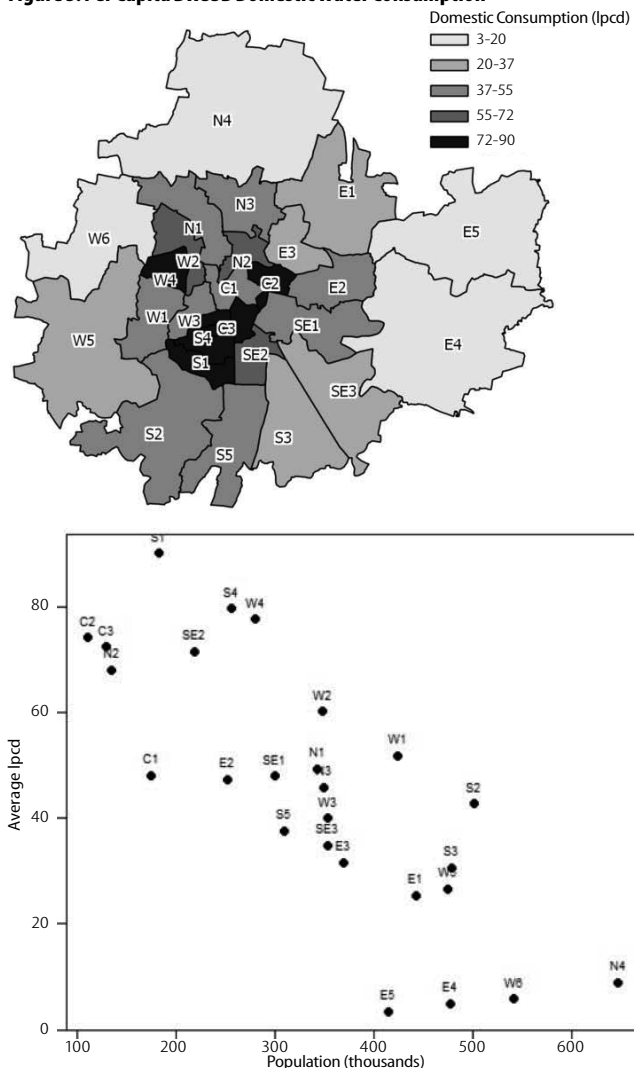 Domestic Consumption (lpcd)
3-20
20-37
37-55
55-72
72-90
N4
E1
N3
E5
N1
W6
E3
N2
W2
W4
C2
E2
C1
W1
W3
C3
SE1
S4
W5
E4
SE2
S1
SE3
S2
S3
S5
S1
80
S4
W4
C2
C3
SE2
N2
60
W2
W1
C1
E2
SE1
N1
N3
S2
Average lpcd
40
W3
S5
SE3
E3
S3
W5
E1
20
N4
W6
E4
E5
0
100 200 300 400 500 600
Population (thousands)